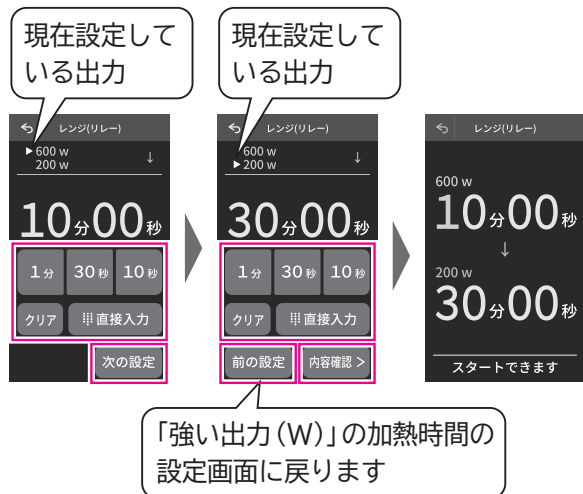 現在設定して
いる出力
現在設定して
いる出力
レンジ(リレー)
▶600 w
200 w
↓
10分00秒
1分
30秒
10秒
クリア
直接入力
次の設定
レンジ(リレー)
600 w
▶200 w
↓
30分00秒
1分
30秒
10秒
クリア
直接入力
前の設定
内容確認 >
レンジ(リレー)
600 w
10分00秒
↓
200 w
30分00秒
スタートできます
「強い出力(W)」の加熱時間の
設定画面に戻ります